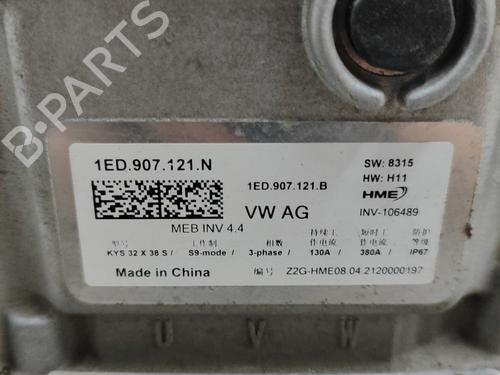 B-PARTS
1ED.907.121.N
SW: 8315
HW: H11
1ED.907.121.B
HME
VW AG
INV-106489
MEB INV 4.4
型号 工作制 相数 持续工作电流 短时工作电流 防护等级
KYS 32 X 38 S / S9-mode / 3-phase / 130A / 380A / IP67
Made in China
编号 Z2G-HME08.04.2120000197
U V W